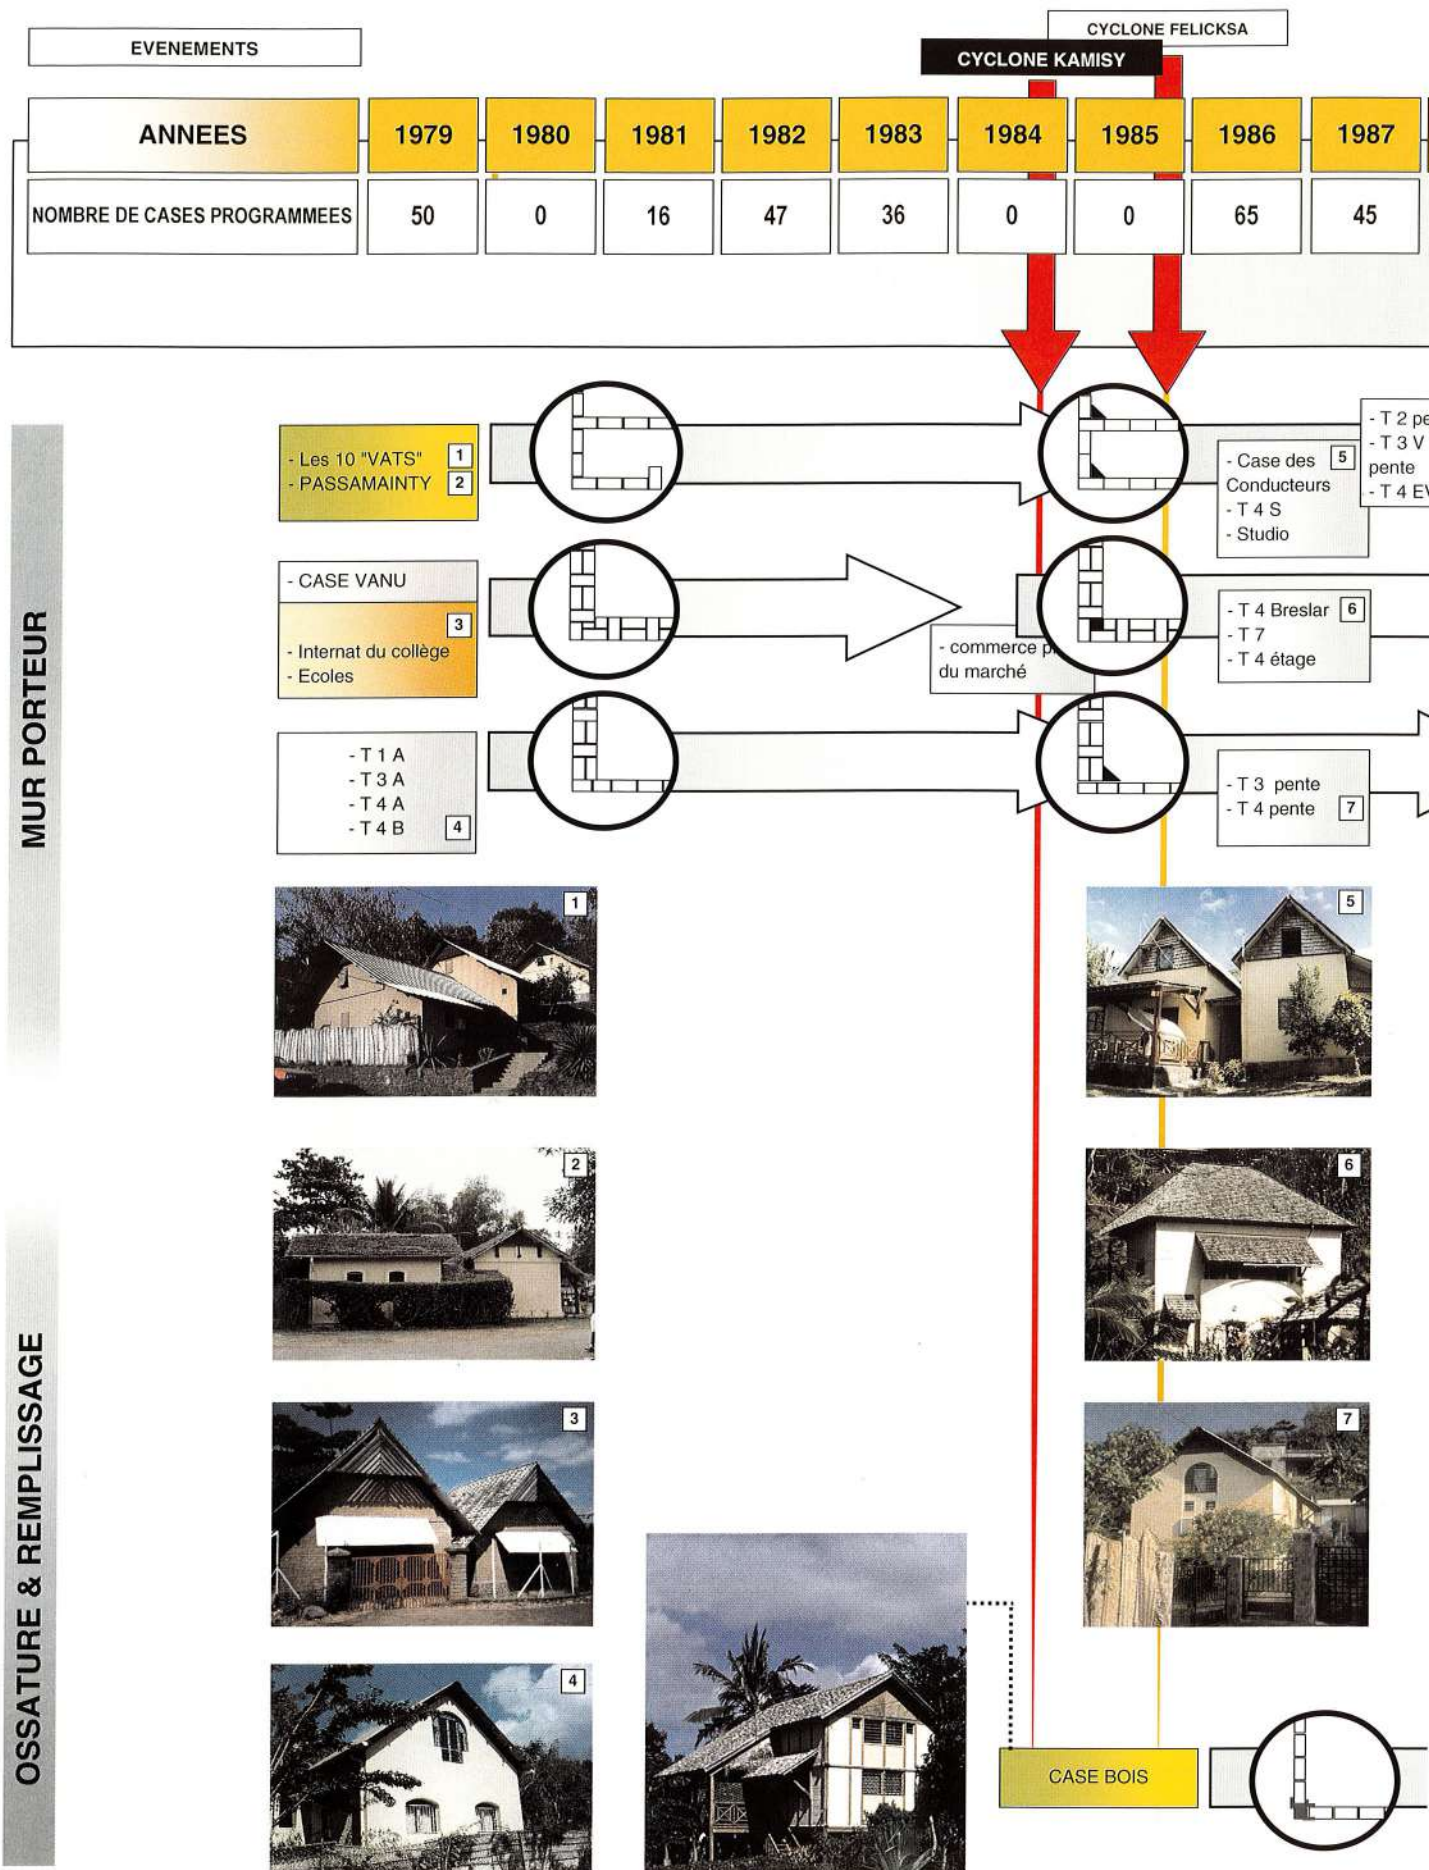 EVENEMENTS
CYCLONE FELICKSA
CYCLONE KAMISY
ANNEES 1979 1980 1981 1982 1983 1984 1985 1986 1987
NOMBRE DE CASES PROGRAMMEES 50 0 16 47 36 0 0 65 45
MUR PORTEUR
- Les 10 "VATS" 1
- PASSAMAINTY 2
- Case des 5
Conducteurs
- T 4 S
- Studio
- T 2
- T 3 V
pente
- T 4
- CASE VANU
3
- Internat du collège
- Ecoles
- commerce
du marché
- T 4 Breslar 6
- T 7
- T 4 étage
- T 1 A
- T 3 A
- T 4 A
- T 4 B 4
- T 3 pente
- T 4 pente 7
1
5
2
6
OSSATURE & REMPLISSAGE
3
7
4
CASE BOIS